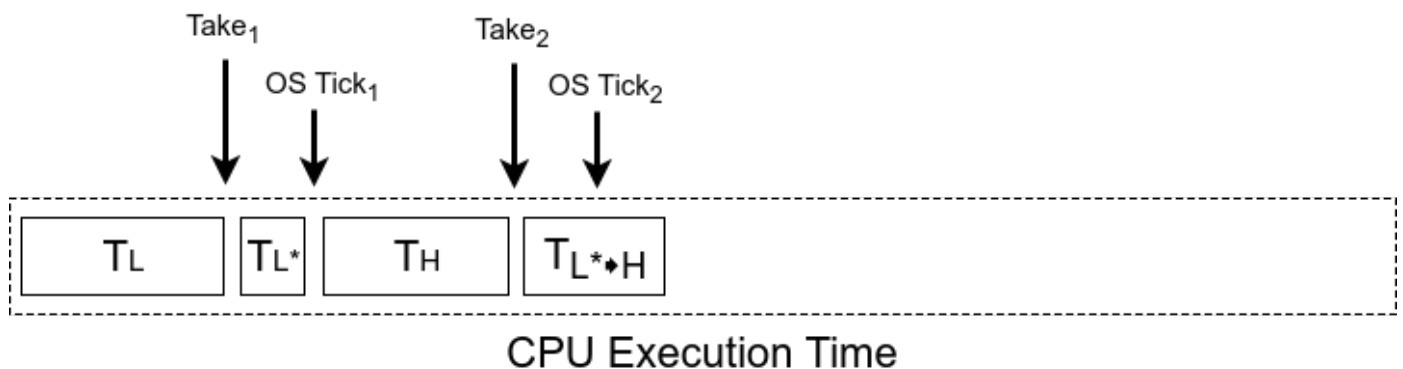 Take₁
Take₂
OS Tick₁
OS Tick₂
TL
TL*
TH
TL*➧H
CPU Execution Time